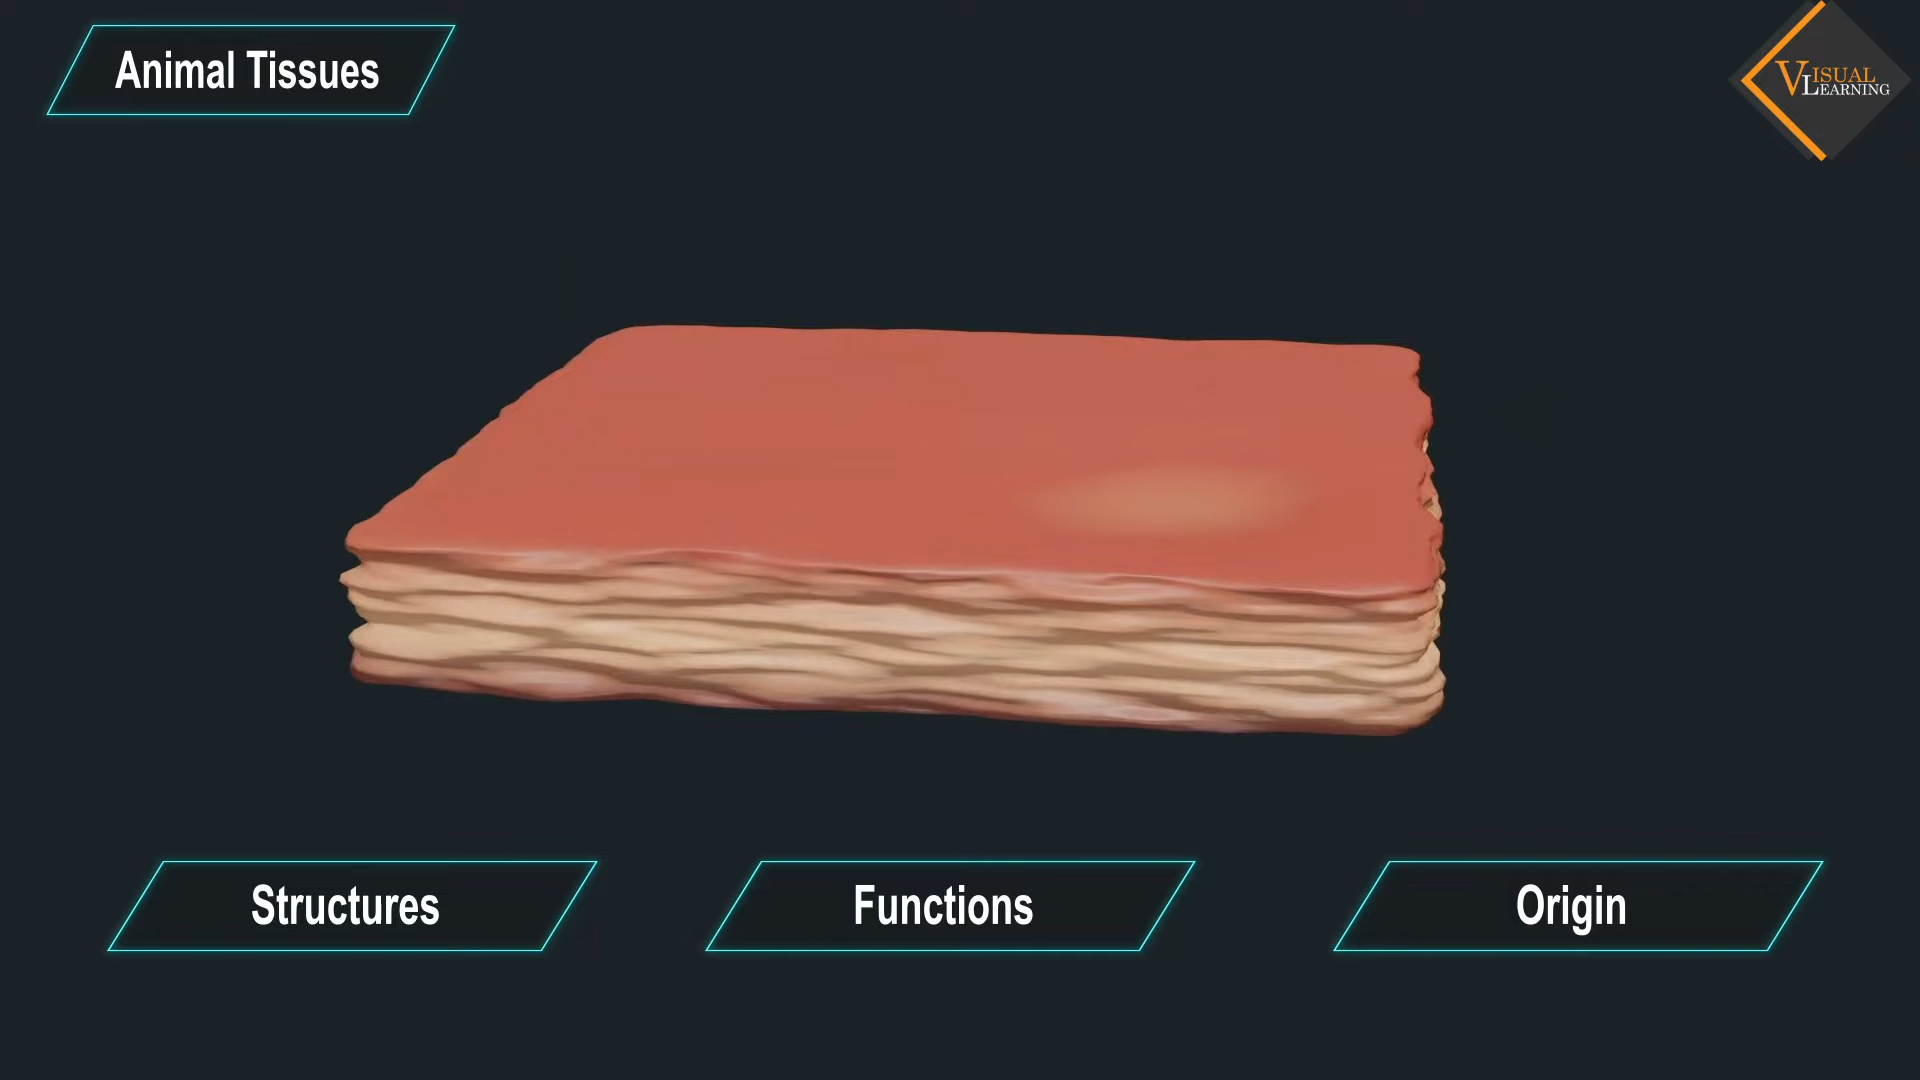 Animal Tissues
VISUAL
LEARNING
Structures
Functions
Origin